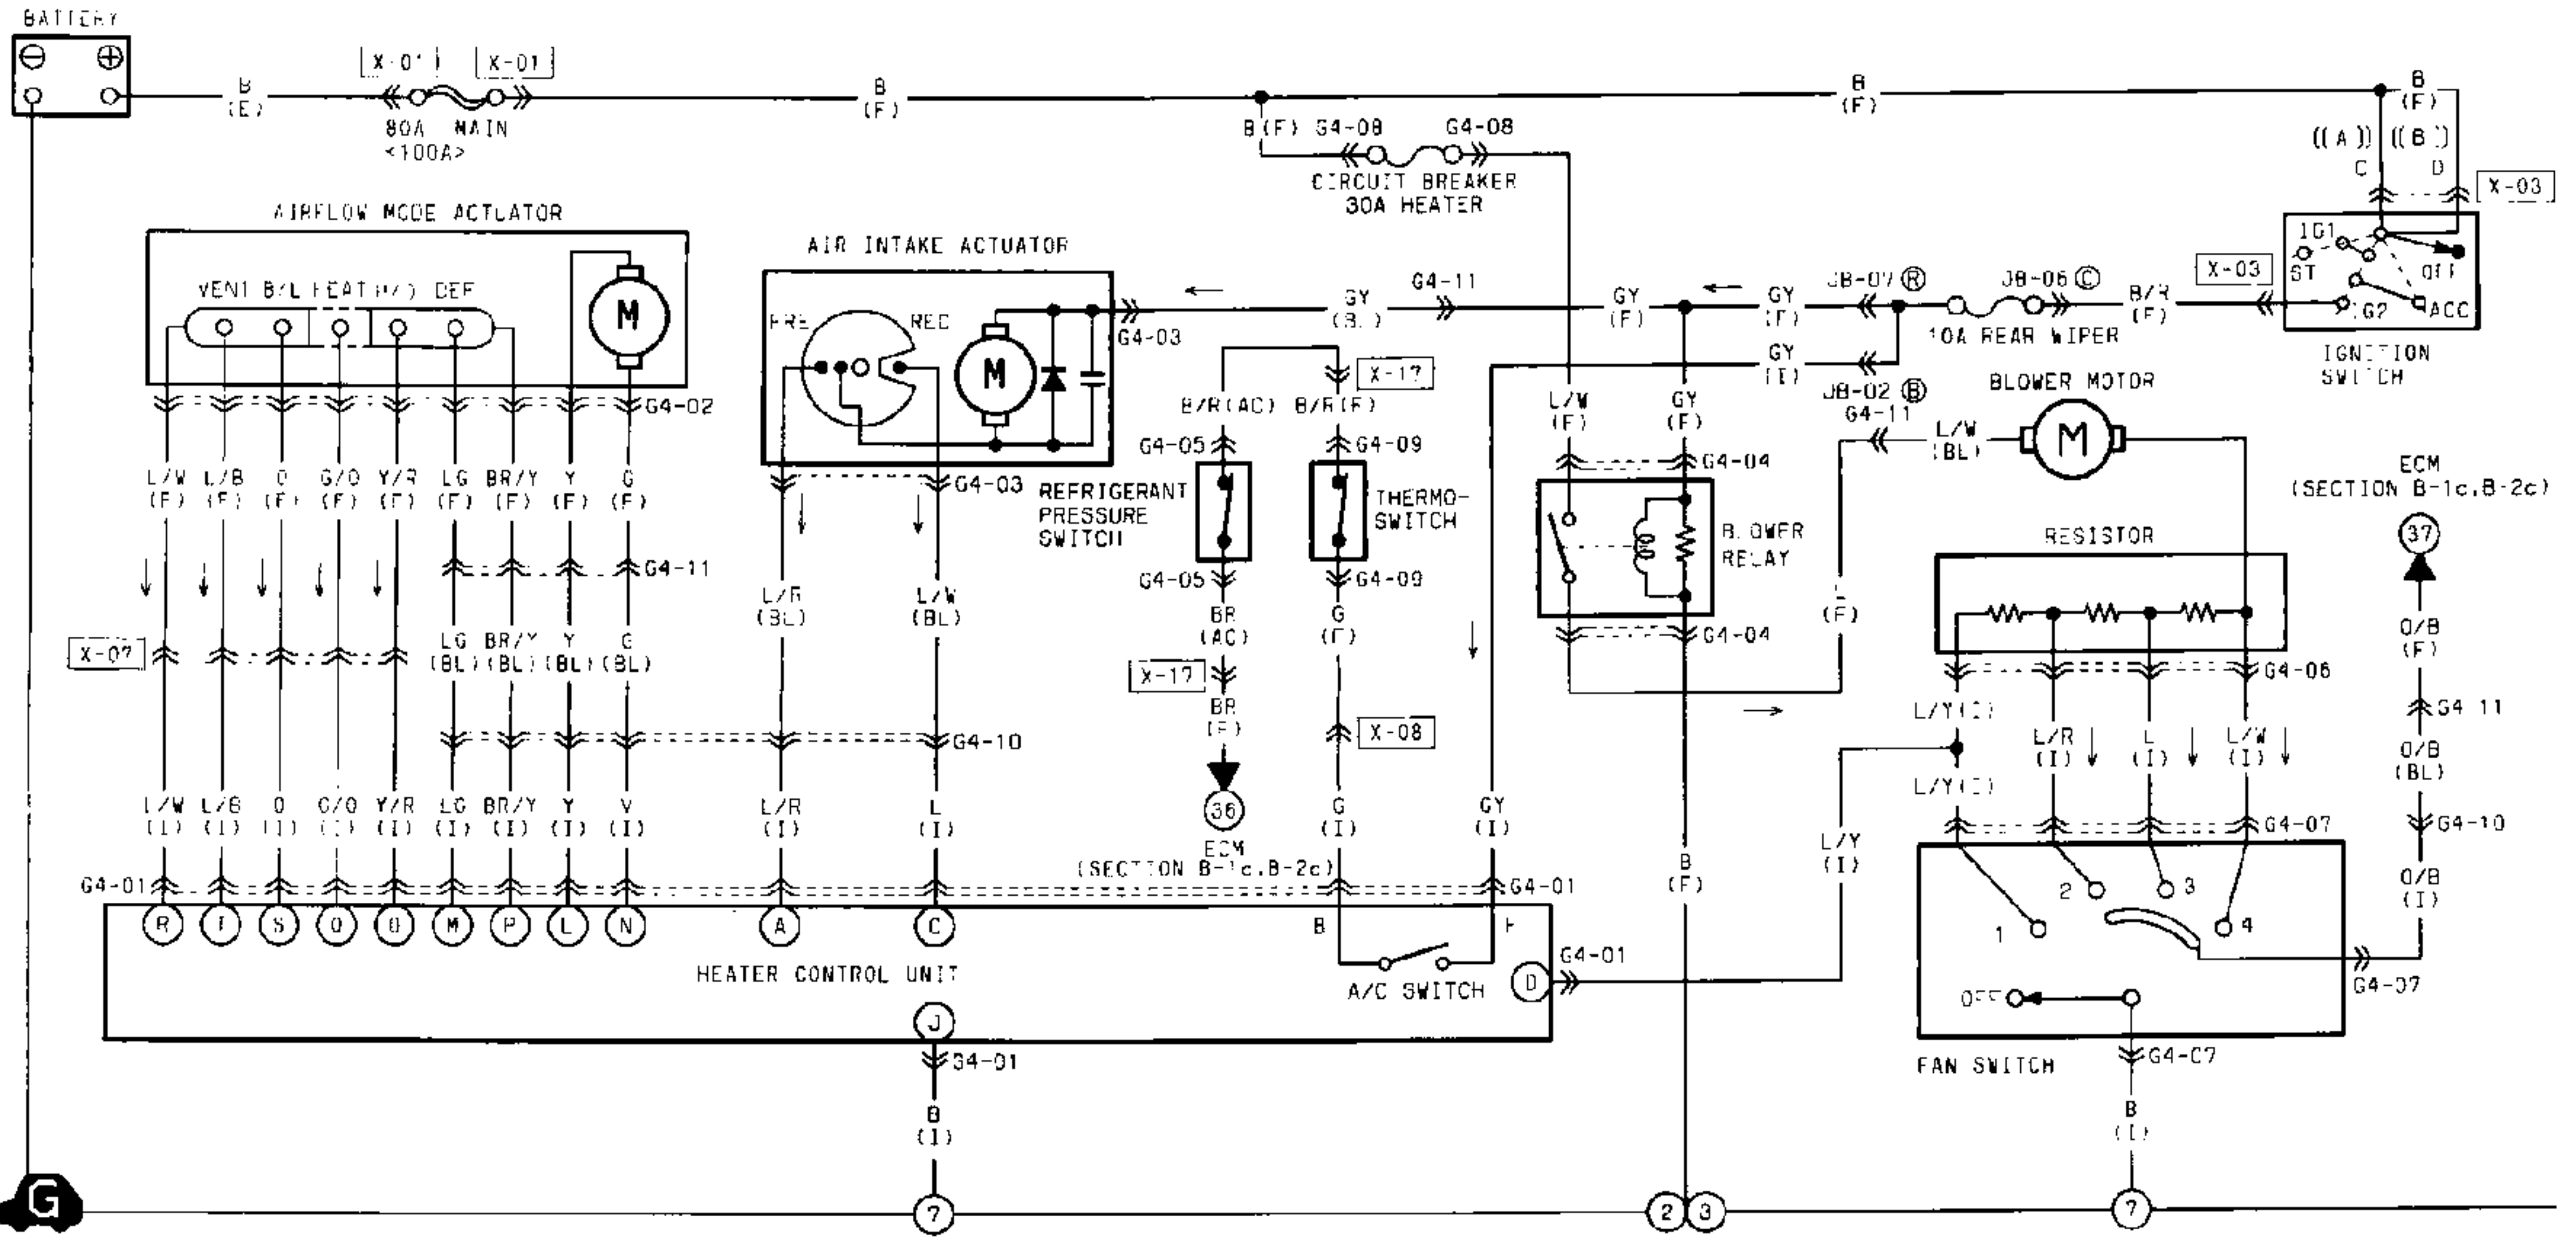 BATTERY
B
(E)
X-01
X-01
80A MAIN
<100A>
B
(F)
B(F) G4-08
G4-08
CIRCUIT BREAKER
30A HEATER
B
(F)
B
(F)
((A)) ((B))
C D
X-03
IG1
ST
OFF
IG2
ACC
IGNITION
SWITCH
X-03
B/R
(F)
JB-06 C
10A REAR WIPER
JB-07 R
JB-02 B
GY
(F)
GY
(I)
GY
(F)
G4-11
GY
(BL)
G4-03
AIRFLOW MODE ACTUATOR
VENT B/L HEAT H/D DEF
M
G4-02
AIR INTAKE ACTUATOR
FRE
REC
M
G4-03
L/W
(F)
L/B
(F)
O
(F)
G/O
(F)
Y/R
(F)
LG
(F)
BR/Y
(F)
Y
(F)
G
(F)
G4-11
X-07
LG
(BL)
BR/Y
(BL)
Y
(BL)
G
(BL)
L/R
(BL)
L/W
(BL)
G4-10
L/W
(I)
L/B
(I)
O
(I)
G/O
(I)
Y/R
(I)
LG
(I)
BR/Y
(I)
Y
(I)
V
(I)
L/R
(I)
L
(I)
X-17
B/R(AC)
B/R(F)
G4-05
G4-09
REFRIGERANT
PRESSURE
SWITCH
THERMO-
SWITCH
G4-05
G4-09
BR
(AC)
X-17
BR
(F)
36
ECM
(SECTION B-1c,B-2c)
G
(F)
X-08
G
(I)
GY
(I)
L/W
(F)
GY
(F)
G4-04
BLOWER
RELAY
G4-04
L
(F)
B
(F)
G4-11
L/W
(BL)
BLOWER MOTOR
M
RESISTOR
G4-06
L/Y(I)
L/Y(I)
L/R
(I)
L
(I)
L/W
(I)
G4-07
L/Y
(I)
ECM
(SECTION B-1c,B-2c)
37
O/B
(F)
G4-11
O/B
(BL)
G4-10
O/B
(I)
1
2
3
4
OFF
G4-07
FAN SWITCH
G4-07
B
(I)
G4-01
G4-01
R
S
M
P
L
N
A
C
B
HEATER CONTROL UNIT
A/C SWITCH
D
G4-01
J
G4-01
B
(I)
G
7
2
3
7